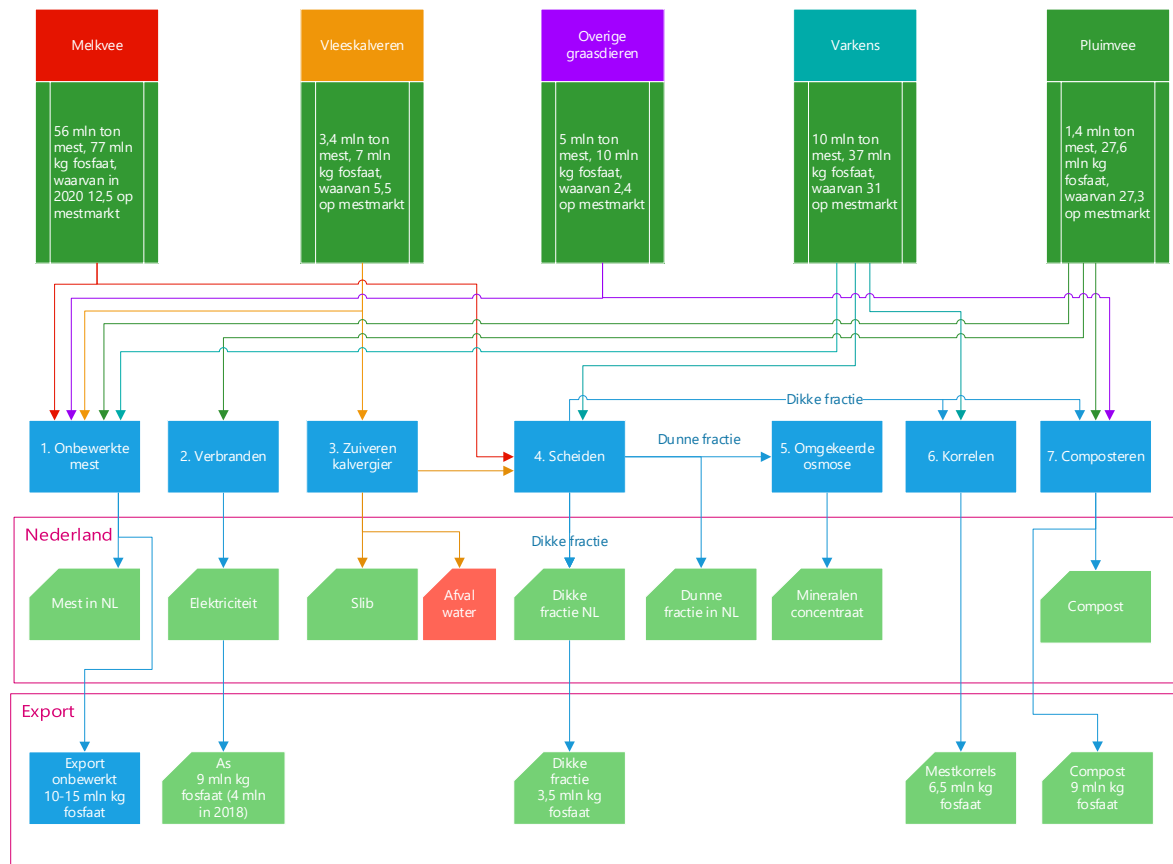 Melkvee
Vleeskalveren
Overige
graasdieren
Varkens
Pluimvee
56 mln ton
mest, 77 mln
kg fosfaat,
waarvan in
2020 12,5 op
mestmarkt
3,4 mln ton
mest, 7 mln
kg fosfaat,
waarvan 5,5
op mestmarkt
5 mln ton
mest, 10 mln
kg fosfaat,
waarvan 2,4
op mestmarkt
10 mln ton
mest, 37 mln
kg fosfaat,
waarvan 31
op mestmarkt
1,4 mln ton
mest, 27,6
mln kg
fosfaat,
waarvan 27,3
op mestmarkt
Dikke fractie
1. Onbewerkte
mest
2. Verbranden
3. Zuiveren
kalvergier
4. Scheiden
Dunne fractie
5. Omgekeerde
osmose
6. Korrelen
7. Composteren
Nederland
Dikke fractie
Mest in NL
Elektriciteit
Slib
Afval
water
Dikke
fractie NL
Dunne
fractie in NL
Mineralen
concentraat
Compost
Export
Export
onbewerkt
10-15 mln kg
fosfaat
As
9 mln kg
fosfaat (4 mln
in 2018)
Dikke
fractie
3,5 mln kg
fosfaat
Mestkorrels
6,5 mln kg
fosfaat
Compost
9 mln kg
fosfaat